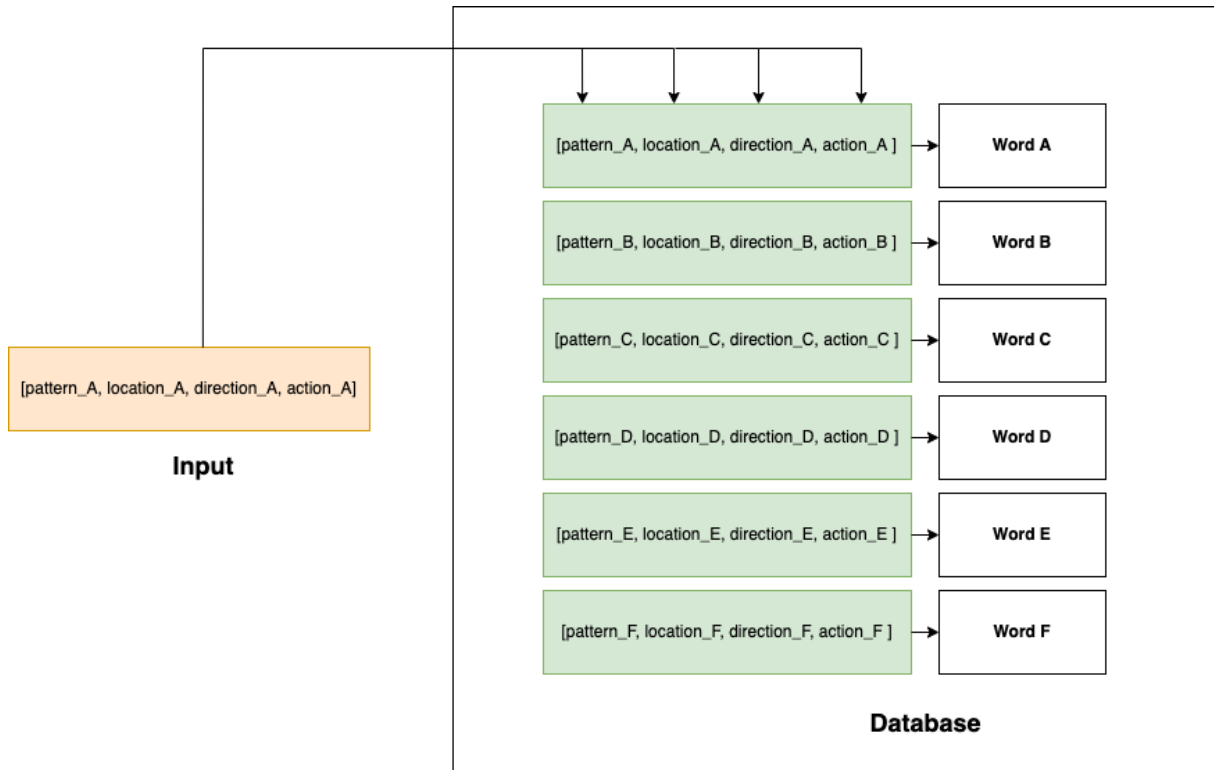 [pattern_A, location_A, direction_A, action_A ]
Word A
[pattern_B, location_B, direction_B, action_B ]
Word B
[pattern_C, location_C, direction_C, action_C ]
Word C
[pattern_A, location_A, direction_A, action_A]
Input
[pattern_D, location_D, direction_D, action_D ]
Word D
[pattern_E, location_E, direction_E, action_E ]
Word E
[pattern_F, location_F, direction_F, action_F ]
Word F
Database